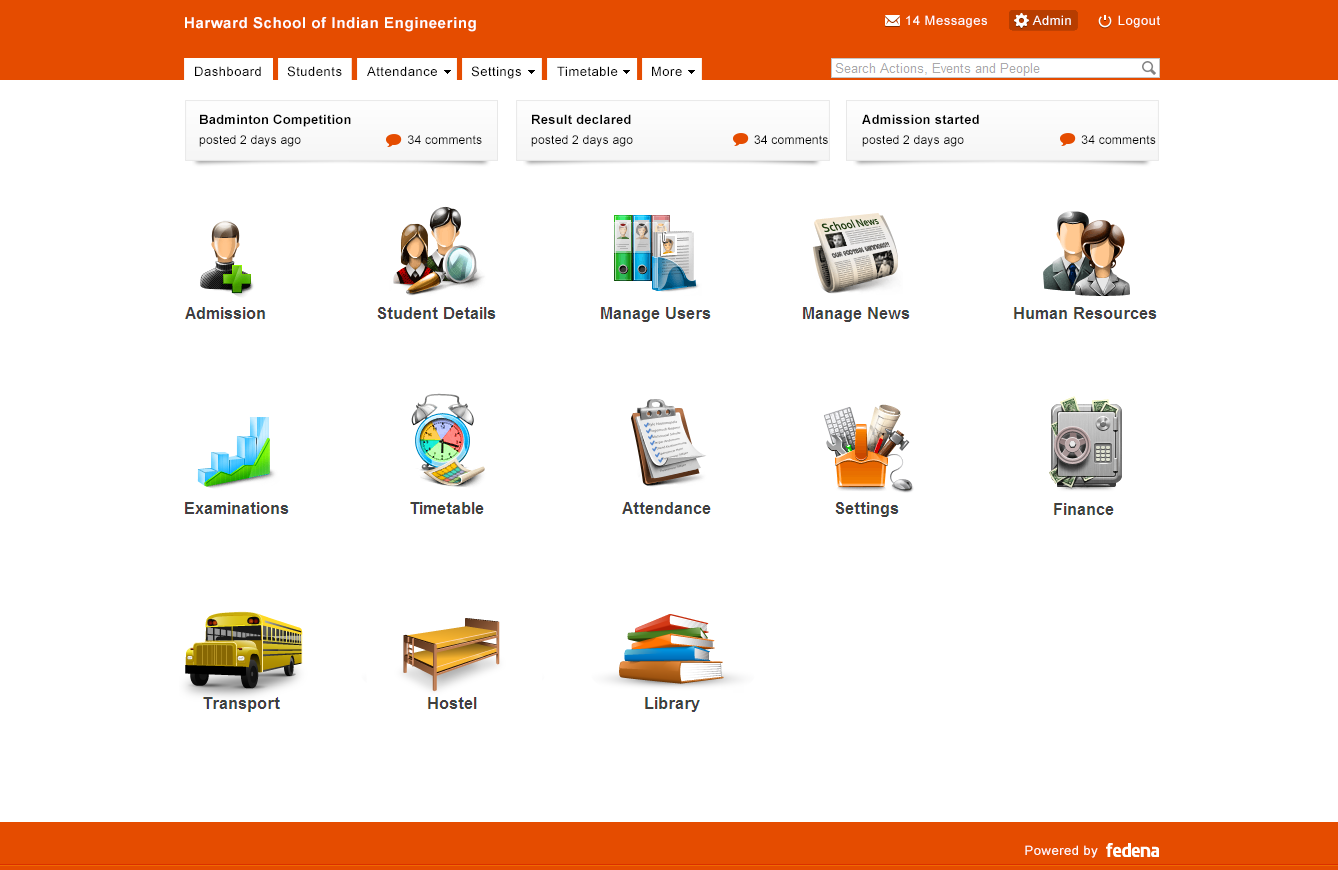 Harward School of Indian Engineering
14 Messages Admin Logout
Dashboard Students Attendance Settings Timetable More
Search Actions, Events and People
Badminton Competition
posted 2 days ago 34 comments
Result declared
posted 2 days ago 34 comments
Admission started
posted 2 days ago 34 comments
School News
OUR FOOTBALL WINNERS!!!
Admission Student Details Manage Users Manage News Human Resources
Examinations Timetable Attendance Settings Finance
Transport Hostel Library
Powered by fedena